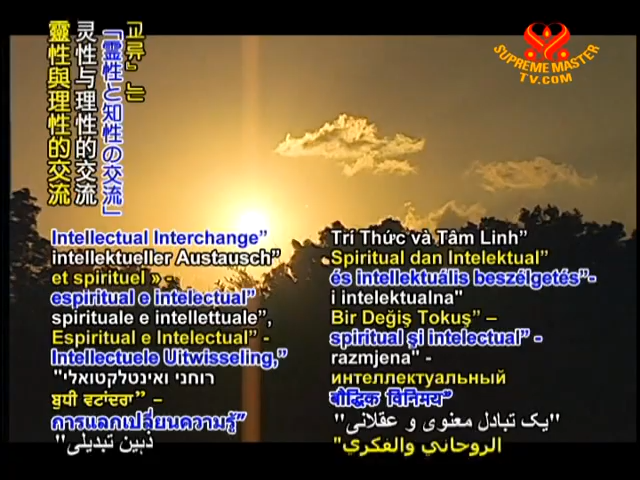 고류』는
「霊性と知性の交流」
灵性与理性的交流
靈性與理性的交流
SUPREME MASTER
TV.COM
Intellectual Interchange”
intellektueller Austausch”
et spirituel » -
espiritual e intelectual”
spirituale e intellettuale”,
Espiritual e Intelectual” -
Intellectuele Uitwisseling,”
רוחני ואינטלקטואלי"
ਬੁਧੀ ਵਟਾਂਦਰਾ” –
การแลกเปลี่ยนความรู้”
ذہین تبدیلی"
Trí Thức và Tâm Linh”
Spiritual dan Intelektual”
és intellektuális beszélgetés”-
i intelektualna"
Bir Değiş Tokuş” –
spiritual şi intelectual” -
razmjena" -
интеллектуальный
बौद्धिक विनिमय”
"یک تبادل معنوی و عقلانی"
الروحاني والفكري"